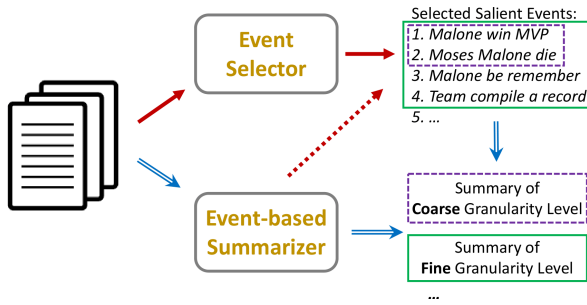 Selected Salient Events:
1. Malone win MVP
2. Moses Malone die
3. Malone be remember
4. Team compile a record
5. ...
Event
Selector
Event-based
Summarizer
Summary of
Coarse Granularity Level
Summary of
Fine Granularity Level
...